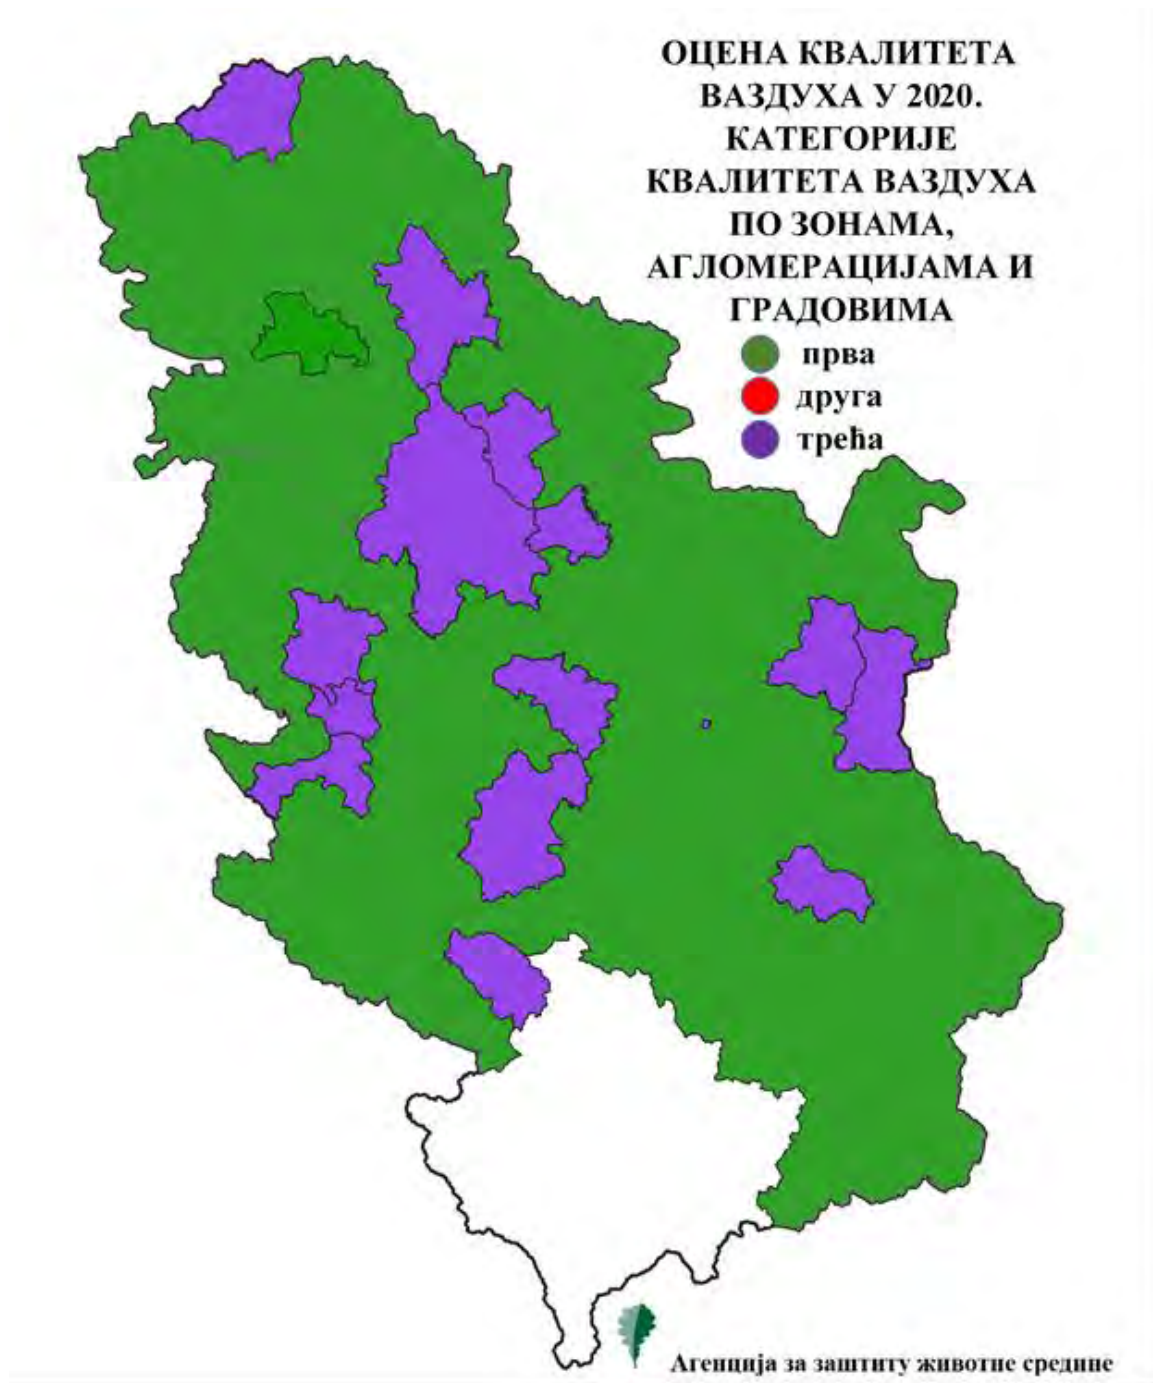 ОЦЕНА КВАЛИТЕТА
ВАЗДУХА У 2020.
КАТЕГОРИЈЕ
КВАЛИТЕТА ВАЗДУХА
ПО ЗОНАМА,
АГЛОМЕРАЦИЈАМА И
ГРАДОВИМА
прва
друга
трећа
Агенција за заштиту животне средине